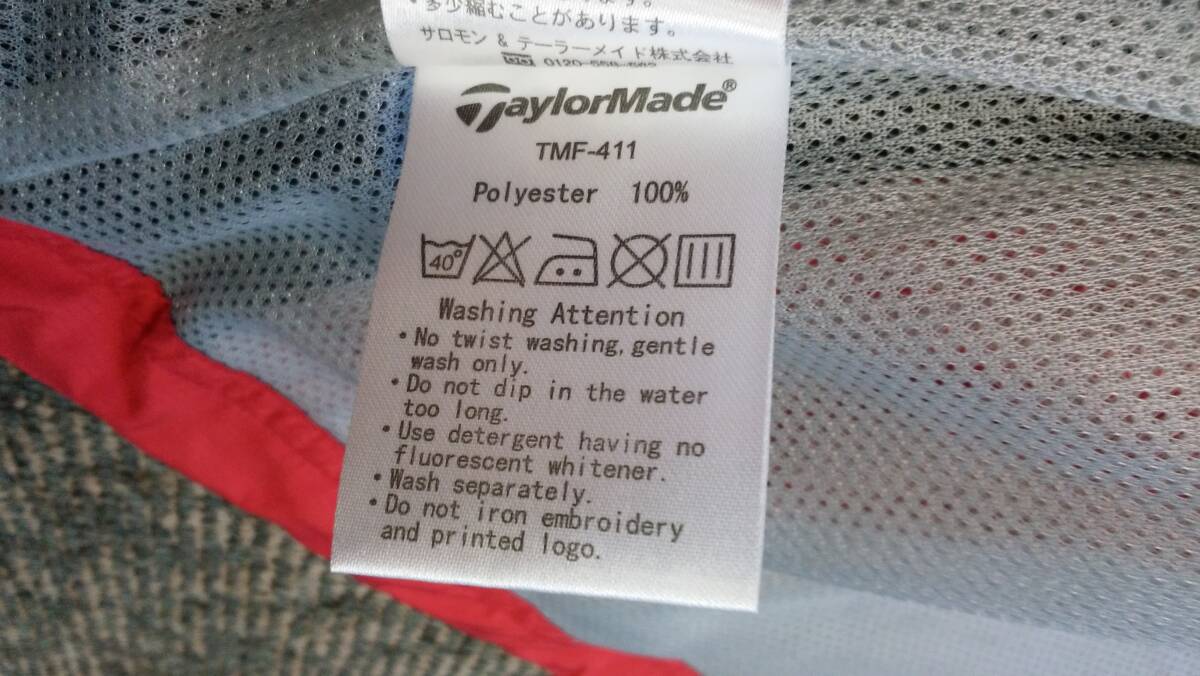 ・多少縮むことがあります。
サロモン & テーラーメイド株式会社
TaylorMade®
TMF-411
Polyester 100%
40°
Washing Attention
・No twist washing,gentle
wash only.
・Do not dip in the water
too long.
・Use detergent having no
fluorescent whitener.
・Wash separately.
・Do not iron embroidery
and printed logo.